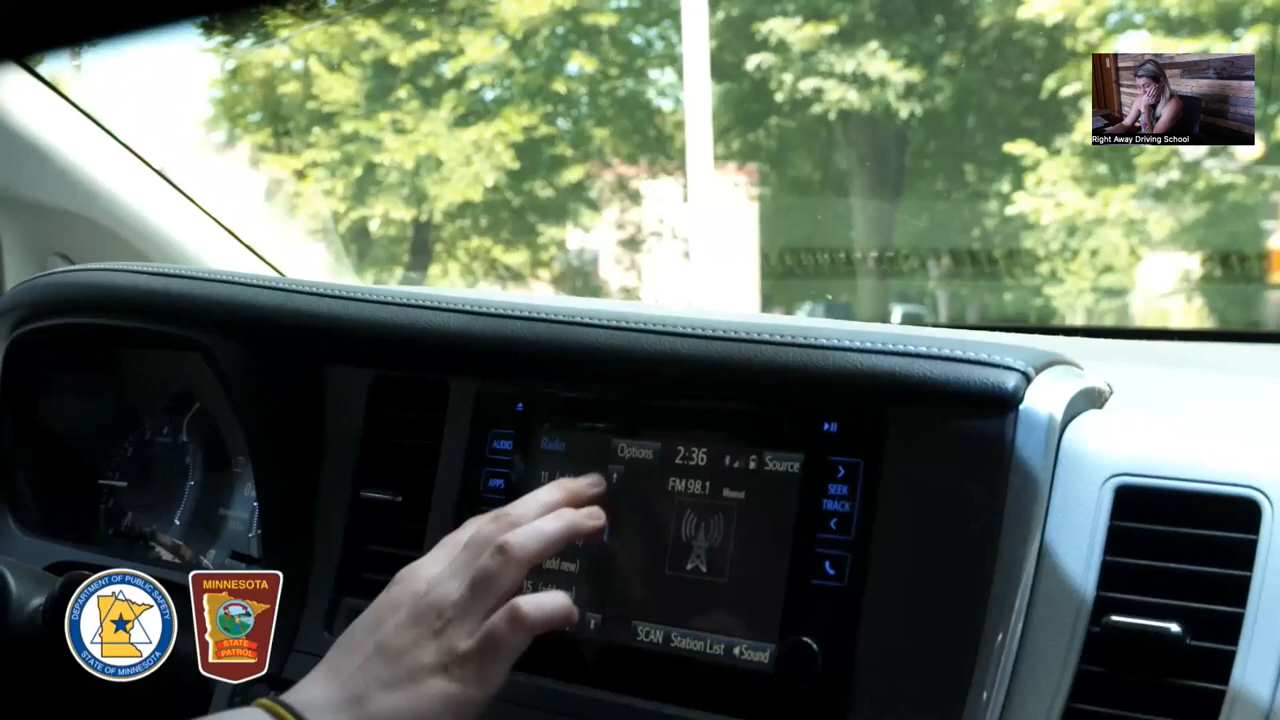 Right Away Driving School
AUDIO
APPS
Radio
Options
2:36
Source
FM 98.1
SEEK
TRACK
(add new)
15
SCAN
Station List
Sound
DEPARTMENT OF PUBLIC SAFETY
STATE OF MINNESOTA
MINNESOTA
STATE
PATROL